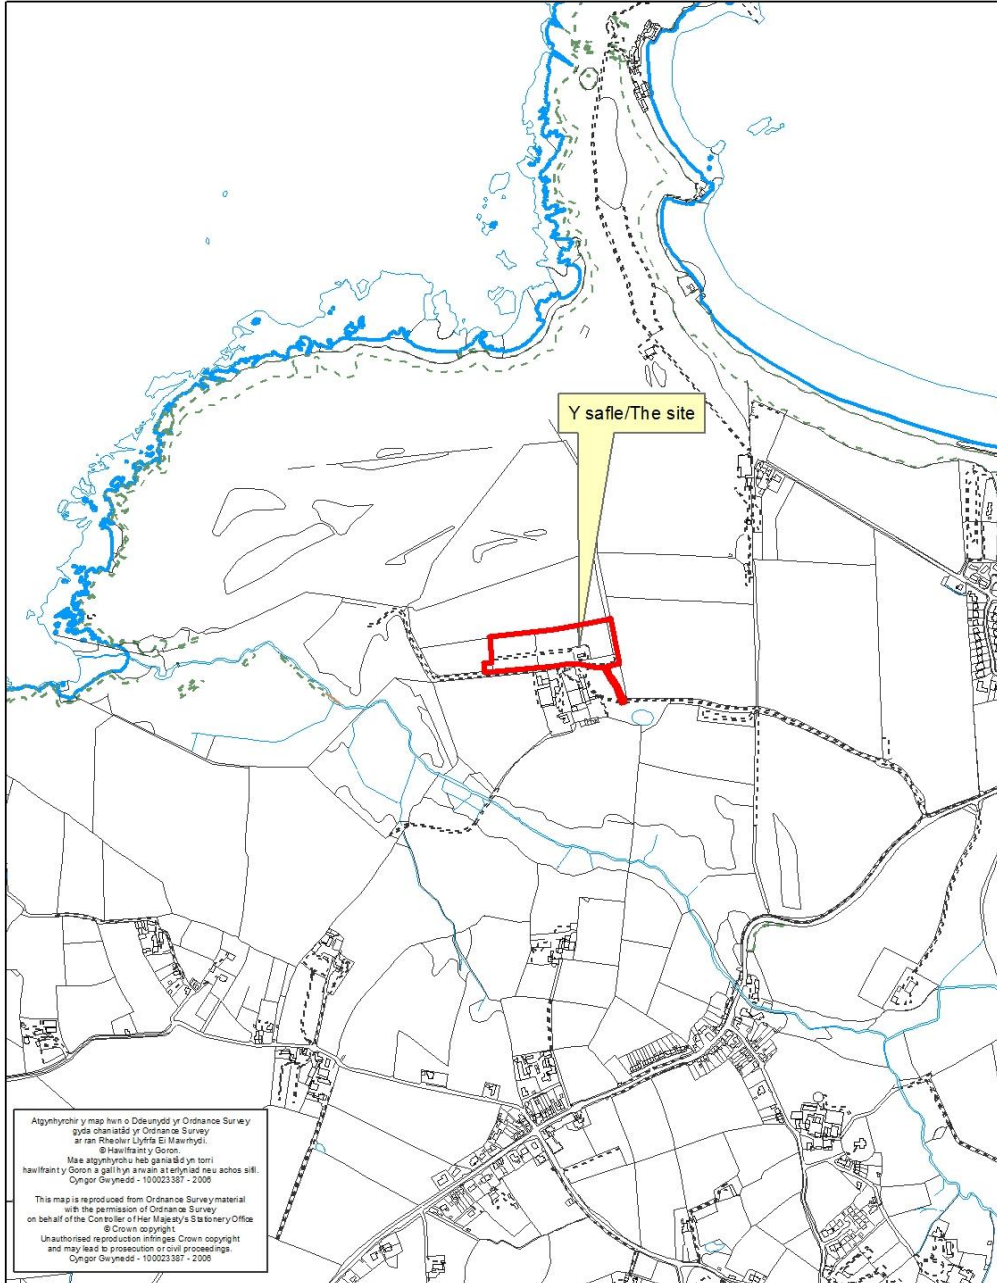 Y safle/The site
Atgynhyrchir y map hwn o Ddeunydd yr Ordnance Survey
gyda chaniatâd yr Ordnance Survey
ar ran Rheolwr Llyfrfa Ei Mawrhydi.
© Hawlfraint y Goron.
Mae atgynhyrchu heb ganiatâd yn torri
hawlfraint y Goron a gall hyn arwain at erlyniad neu achos sifil.
Cyngor Gwynedd - 100023387 - 2006
This map is reproduced from Ordnance Survey material
with the permission of Ordnance Survey
on behalf of the Controller of Her Majesty's Stationery Office
© Crown copyright.
Unauthorised reproduction infringes Crown copyright
and may lead to prosecution or civil proceedings.
Cyngor Gwynedd - 100023387 - 2006